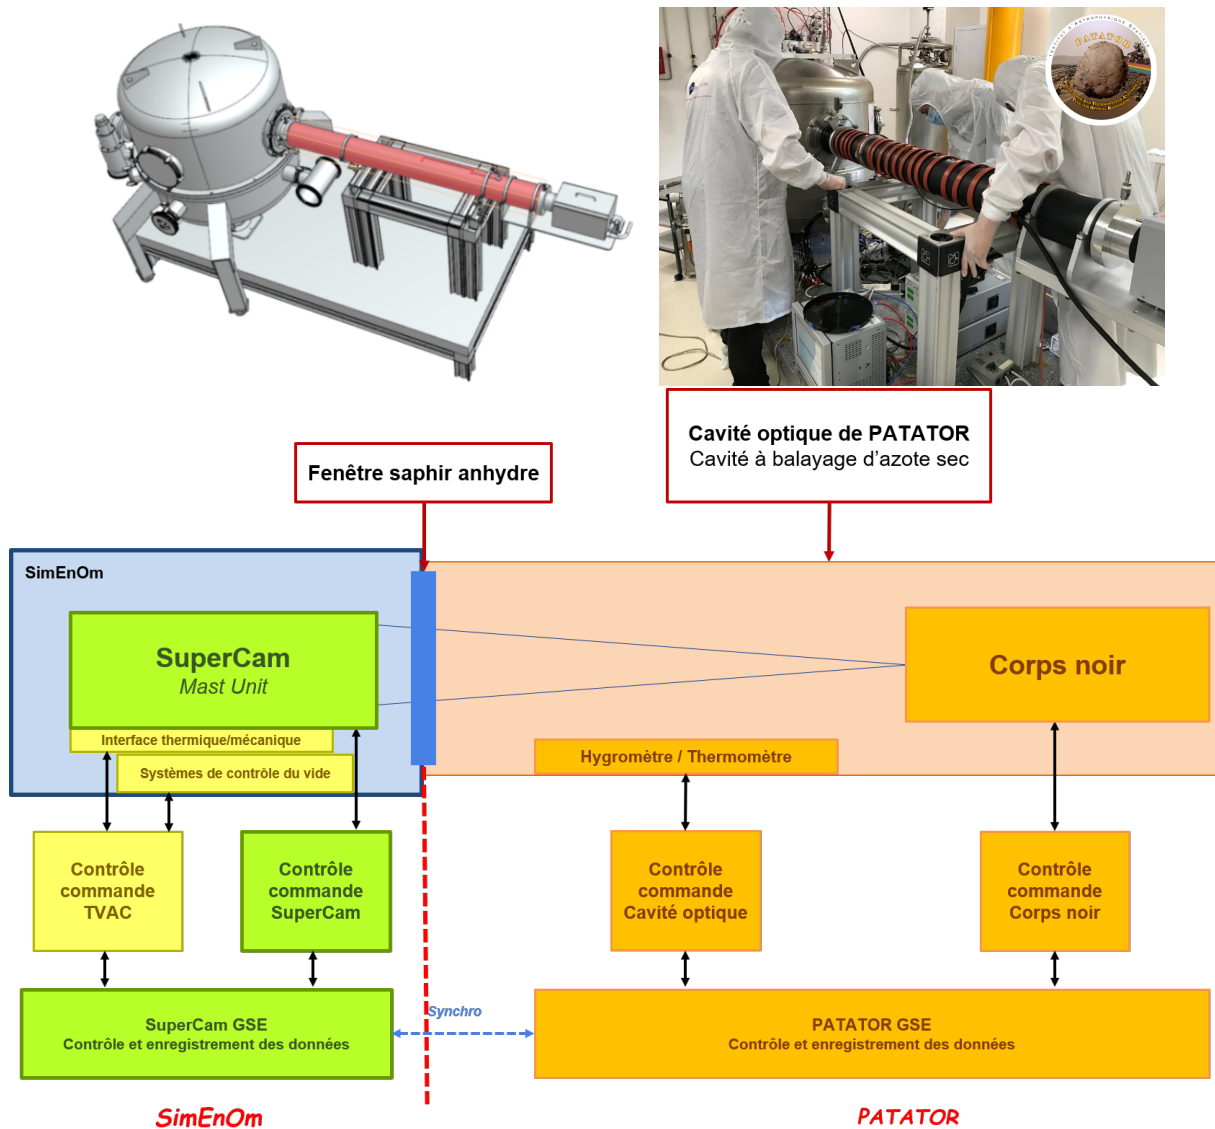 PATATOR
Cavité optique de PATATOR
Cavité à balayage d'azote sec
Fenêtre saphir anhydre
SimEnOm
SuperCam
Mast Unit
Corps noir
Interface thermique/mécanique
Systèmes de contrôle du vide
Hygromètre / Thermomètre
Contrôle
commande
TVAC
Contrôle
commande
SuperCam
Contrôle
commande
Cavité optique
Contrôle
commande
Corps noir
Synchro
SuperCam GSE
Contrôle et enregistrement des données
PATATOR GSE
Contrôle et enregistrement des données
SimEnOm
PATATOR